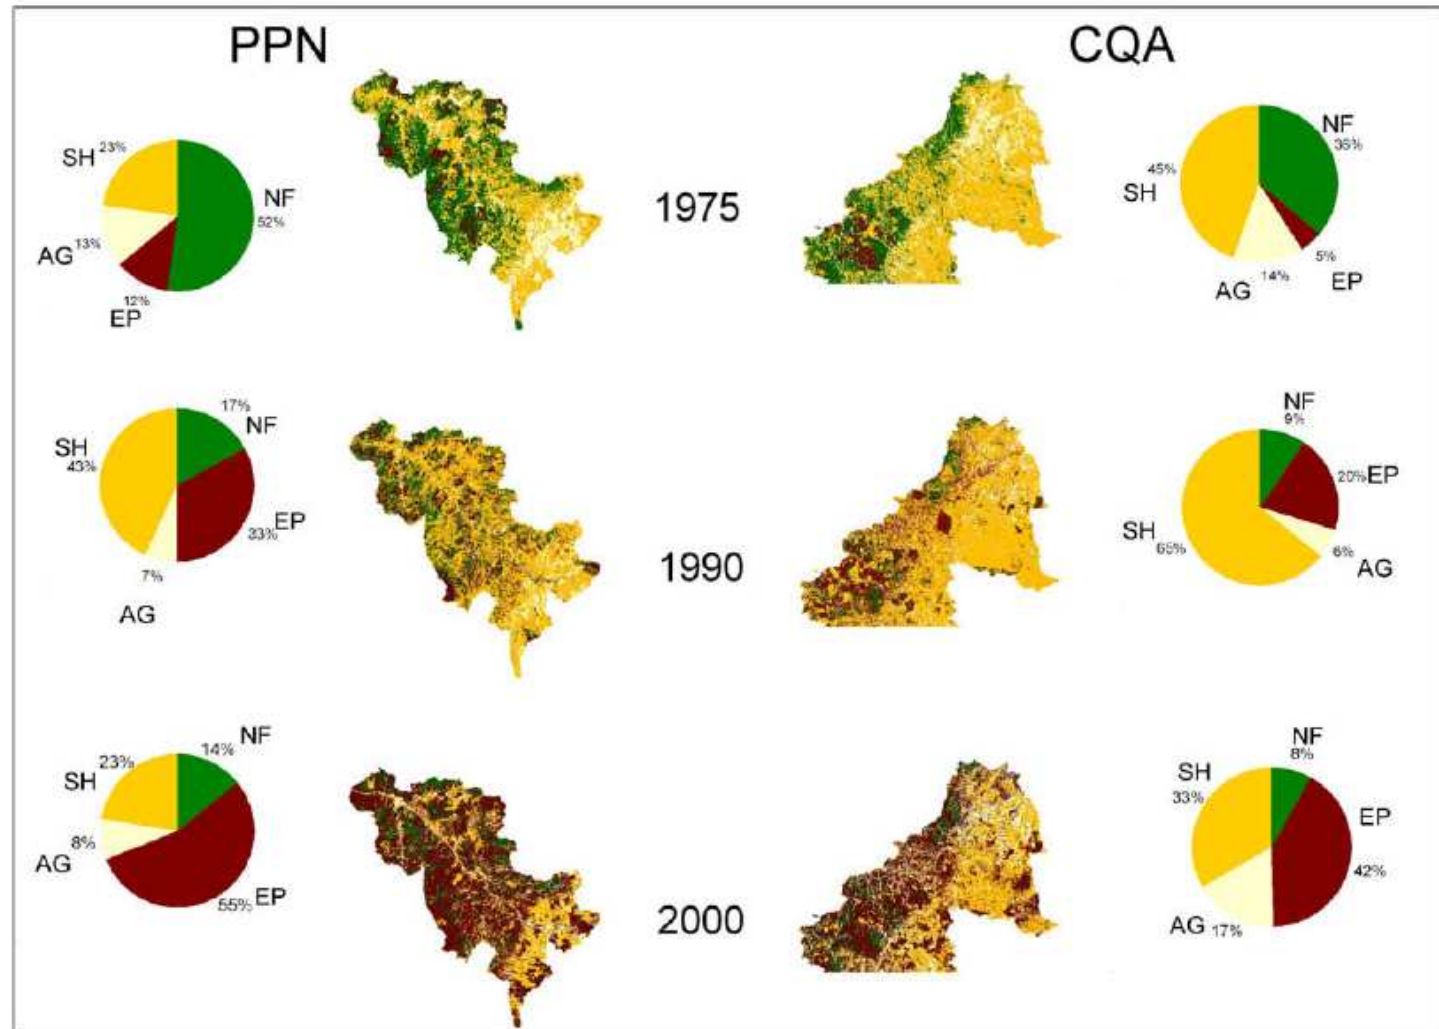 PPN
CQA
SH 23%
NF
52%
AG 13%
12%
EP
1975
NF
36%
45%
SH
5%
EP
14%
AG
17%
NF
SH
43%
33% EP
7%
AG
1990
NF
9%
20% EP
SH
65%
6%
AG
NF
14%
23%
SH
8%
AG
55% EP
2000
NF
8%
SH
33%
EP
42%
AG 17%